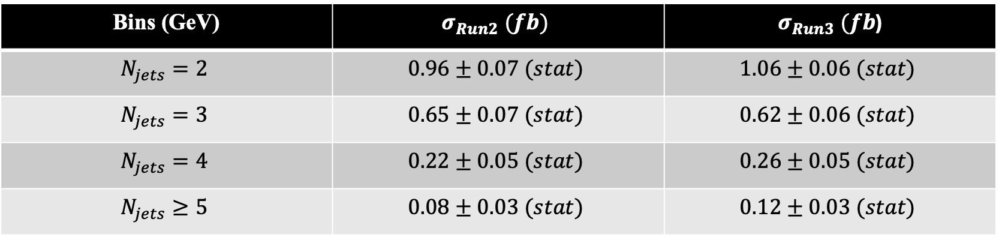 Bins (GeV) σ_Run2 (fb) σ_Run3 (fb)
N_jets = 2 0.96 ± 0.07 (stat) 1.06 ± 0.06 (stat)
N_jets = 3 0.65 ± 0.07 (stat) 0.62 ± 0.06 (stat)
N_jets = 4 0.22 ± 0.05 (stat) 0.26 ± 0.05 (stat)
N_jets ≥ 5 0.08 ± 0.03 (stat) 0.12 ± 0.03 (stat)